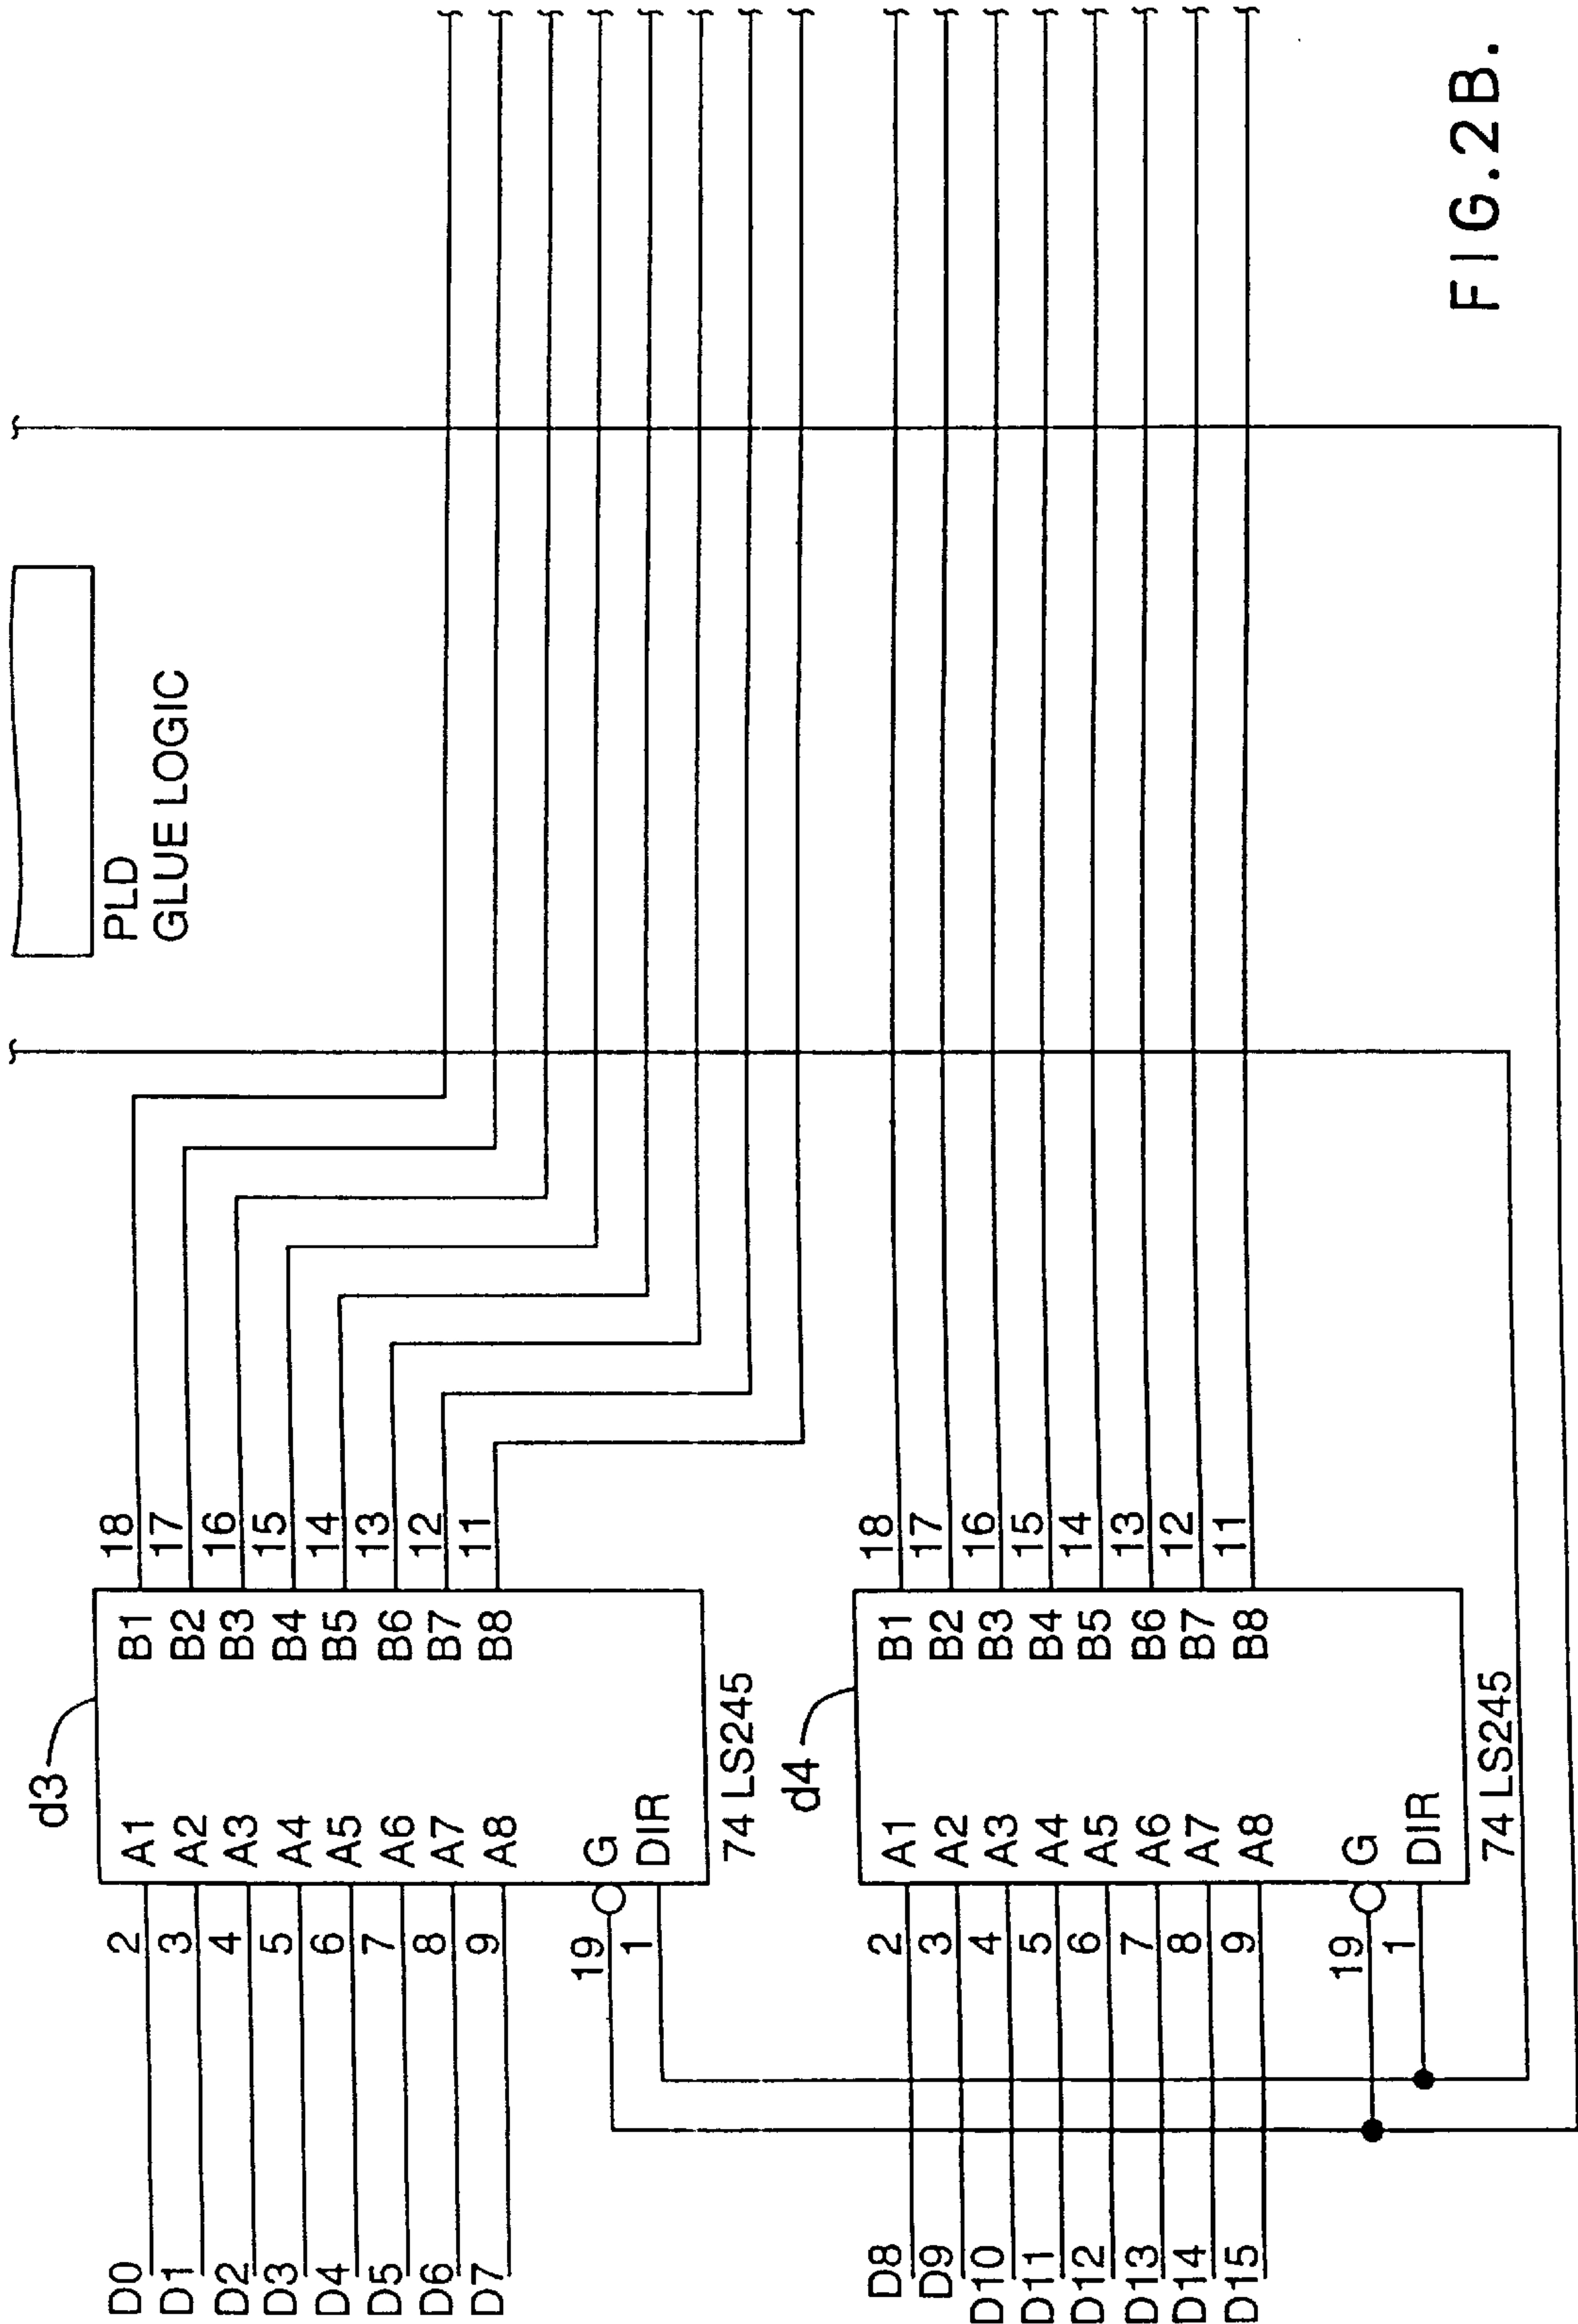 PLD
GLUE LOGIC
d3
D0 2 A1 B1 18
D1 3 A2 B2 17
D2 4 A3 B3 16
D3 5 A4 B4 15
D4 6 A5 B5 14
D5 7 A6 B6 13
D6 8 A7 B7 12
D7 9 A8 B8 11
19 G
1 DIR
74 LS245
d4
D8 2 A1 B1 18
D9 3 A2 B2 17
D10 4 A3 B3 16
D11 5 A4 B4 15
D12 6 A5 B5 14
D13 7 A6 B6 13
D14 8 A7 B7 12
D15 9 A8 B8 11
19 G
1 DIR
74 LS245
FIG.2B.